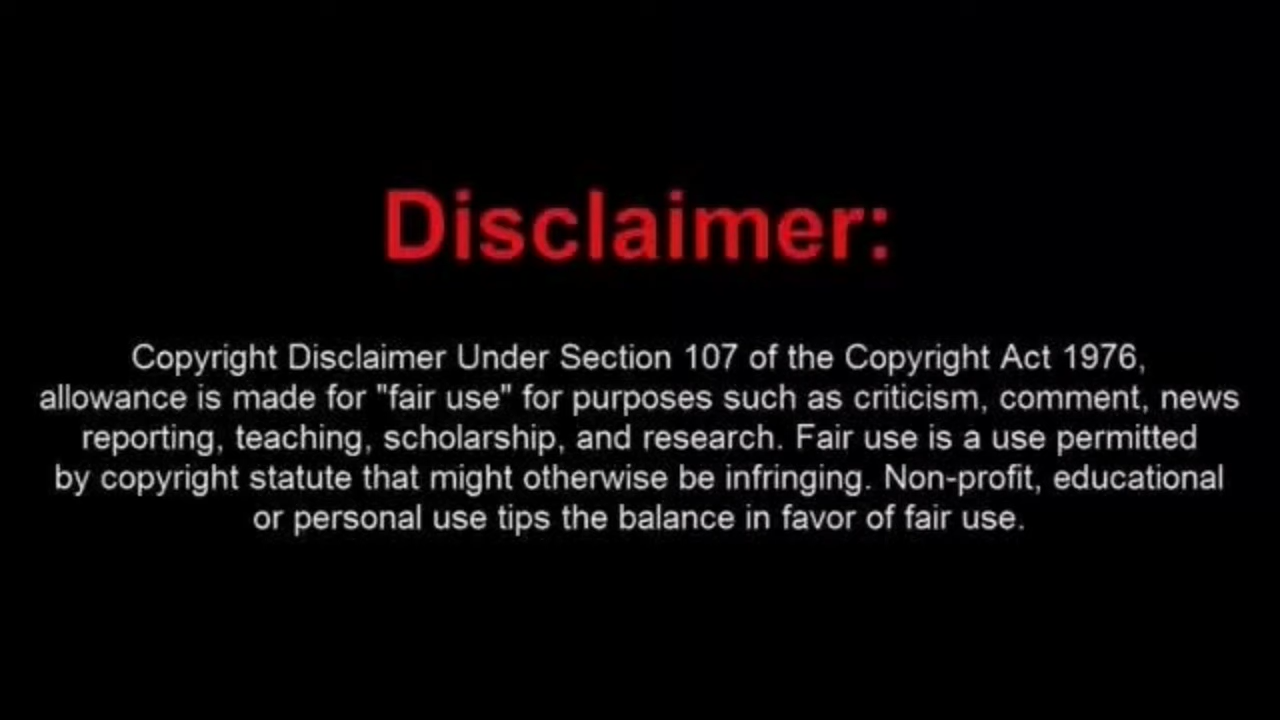 Disclaimer:
Copyright Disclaimer Under Section 107 of the Copyright Act 1976,
allowance is made for "fair use" for purposes such as criticism, comment, news
reporting, teaching, scholarship, and research. Fair use is a use permitted
by copyright statute that might otherwise be infringing. Non-profit, educational
or personal use tips the balance in favor of fair use.